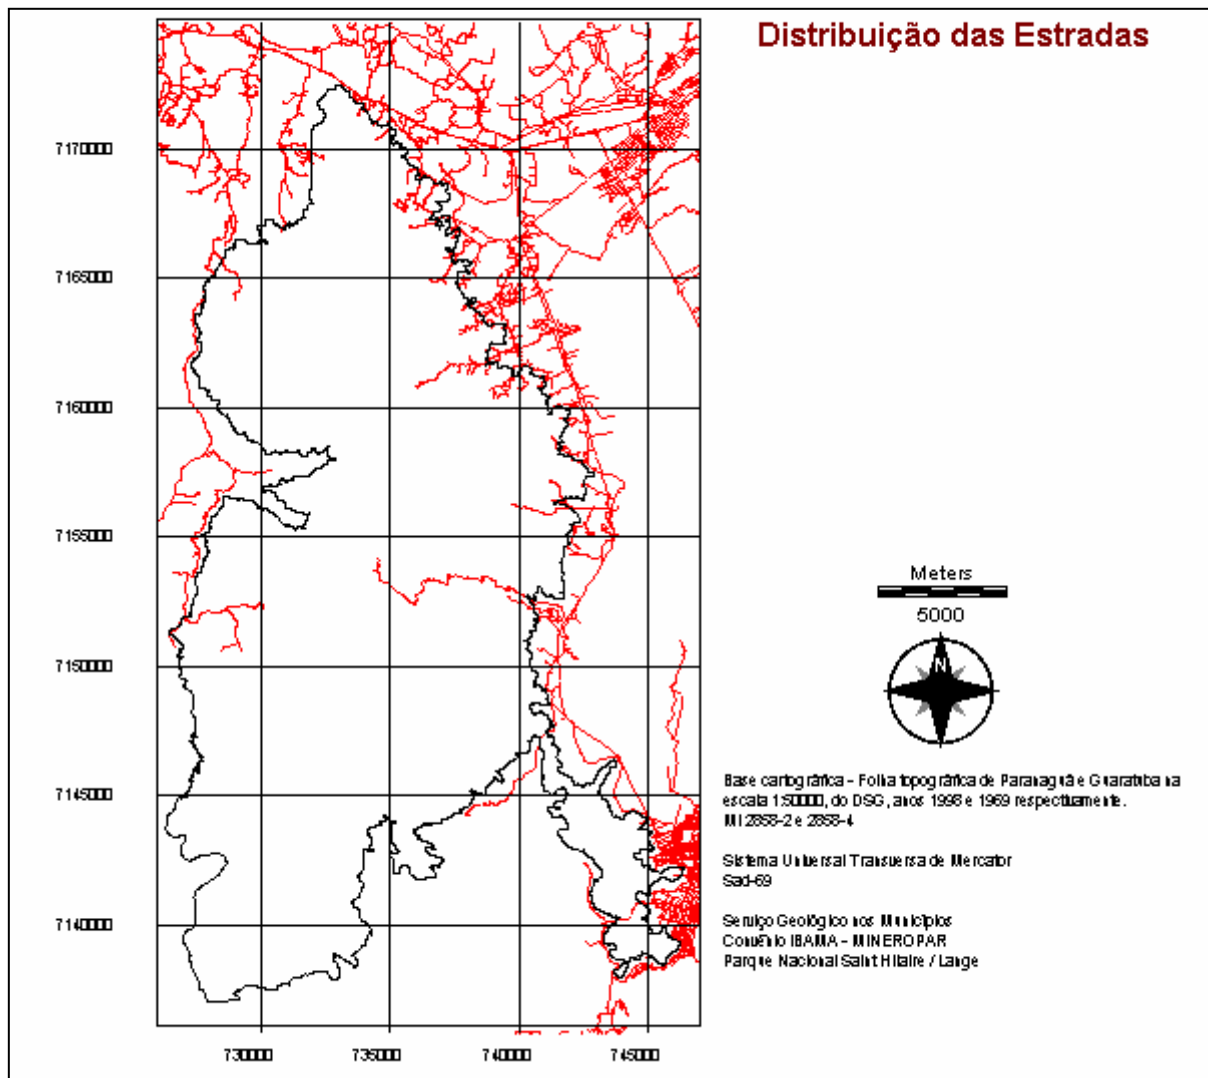 Distribuição das Estradas
7170000
7165000
7160000
7155000
7150000
7145000
7140000
730000
735000
740000
745000
Meters
5000
N
Base cartográfica - Folha topográfica de Paranaguá e Guaratuba na
escala 1:50000, do DSG, anos 1998 e 1969 respectivamente.
MI 2858-2 e 2858-4
Sistema Universal Transversa de Mercator
Sad-69
Serviço Geológico nos Municípios
Convênio IBAMA - MINEROPAR
Parque Nacional Saint Hilaire / Lange